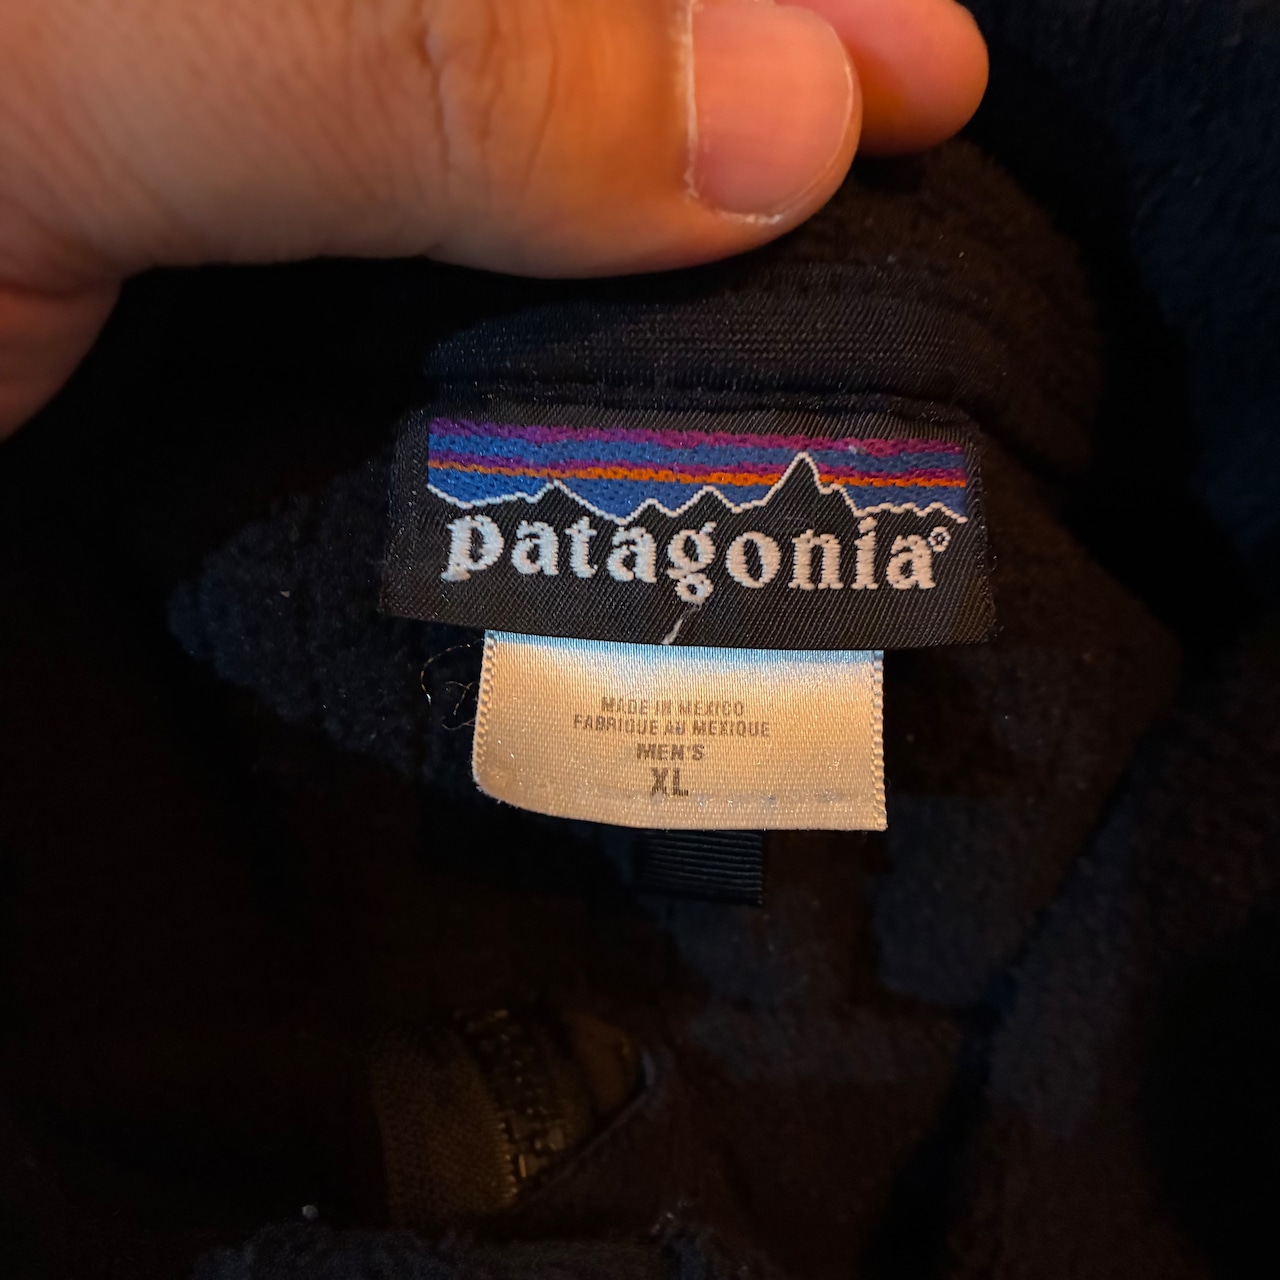 patagonia®
MADE IN MEXICO
FABRIQUE AU MEXIQUE
MEN'S
XL